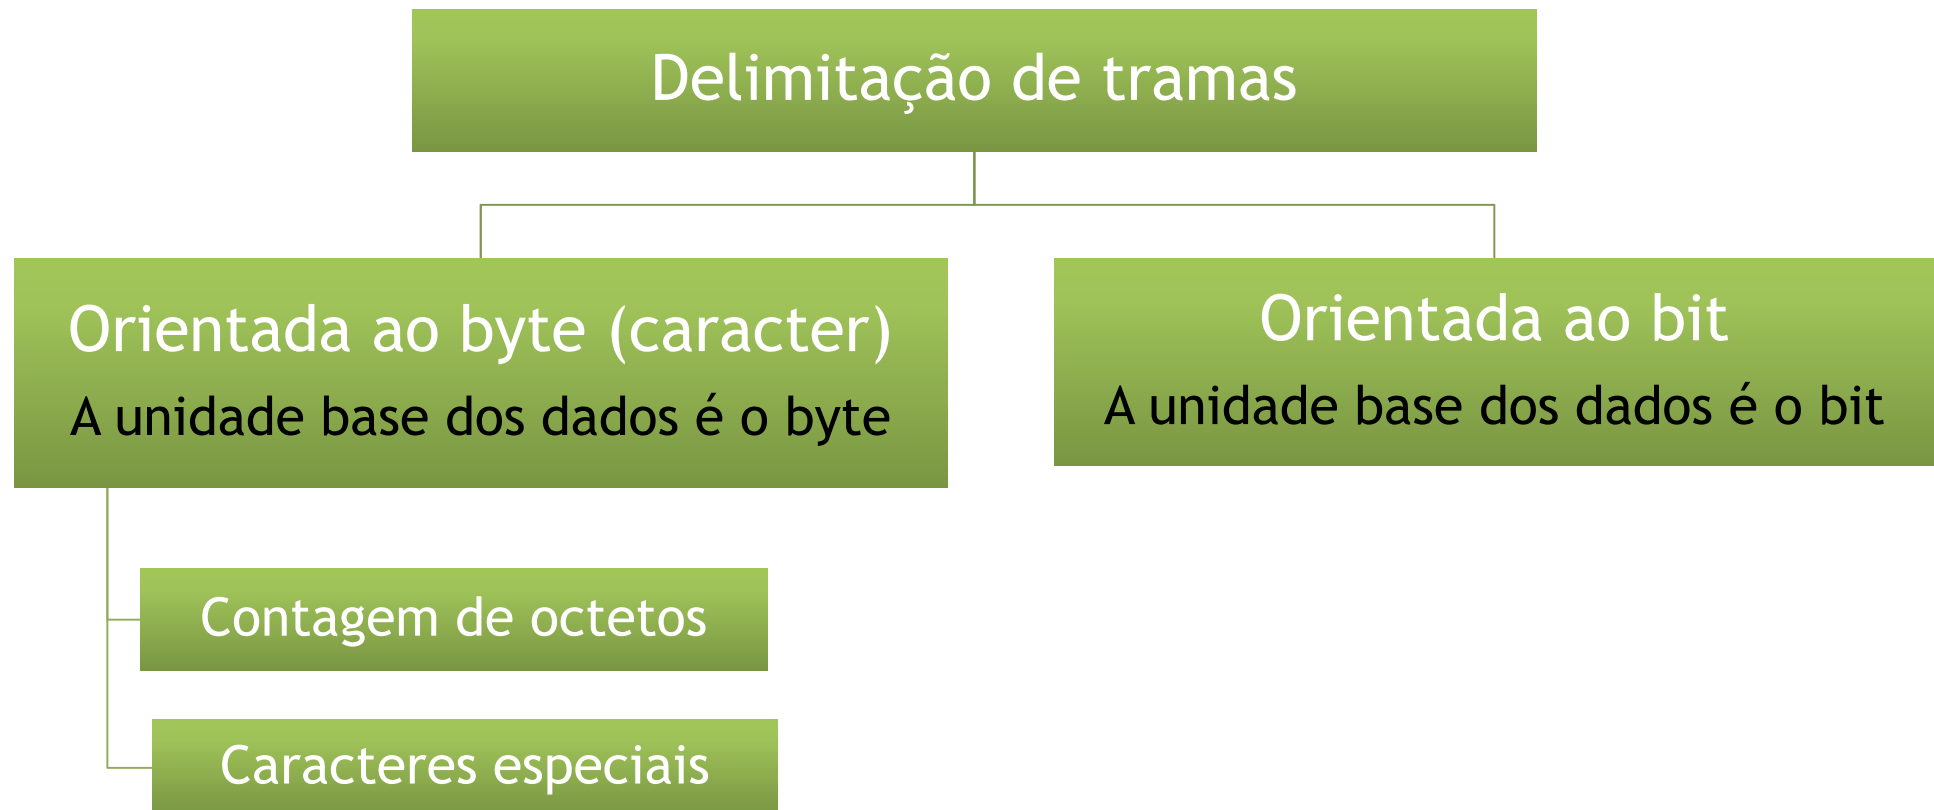 Delimitação de tramas
Orientada ao byte (caracter)
A unidade base dos dados é o byte
Orientada ao bit
A unidade base dos dados é o bit
Contagem de octetos
Caracteres especiais